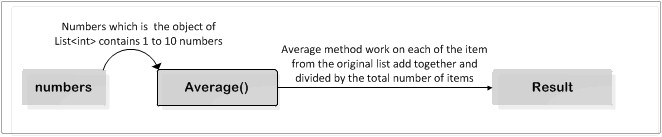 Numbers which is the object of
List<int> contains 1 to 10 numbers
Average method work on each of the item
from the original list add together and
divided by the total number of items
numbers
Average()
Result